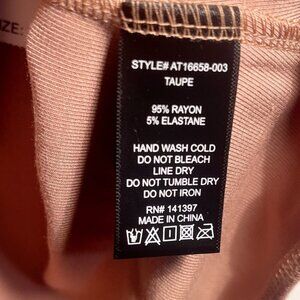 IZE:
STYLE# AT16658-003
TAUPE
95% RAYON
5% ELASTANE
HAND WASH COLD
DO NOT BLEACH
LINE DRY
DO NOT TUMBLE DRY
DO NOT IRON
RN# 141397
MADE IN CHINA